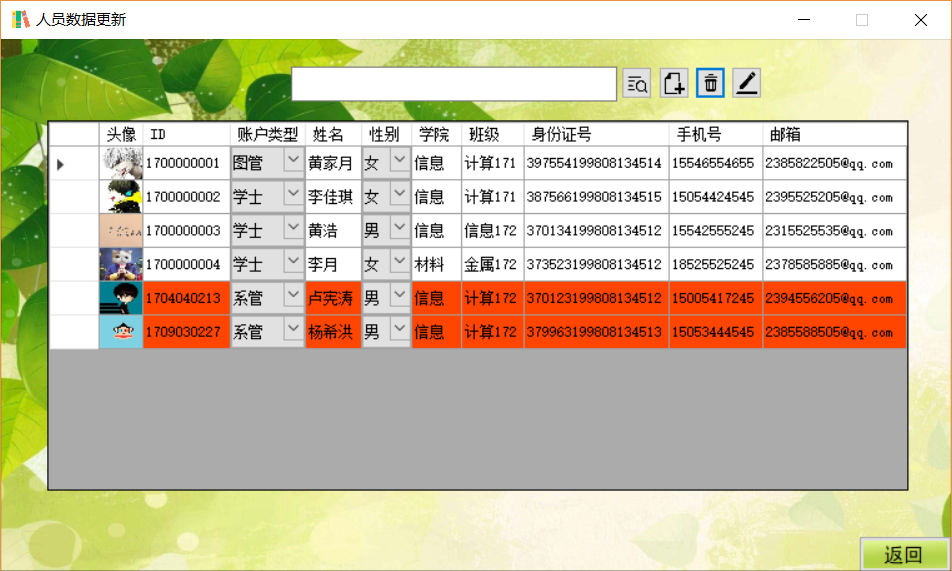 人员数据更新
头像 ID 账户类型 姓名 性别 学院 班级 身份证号 手机号 邮箱
1700000001 图管 黄家月 女 信息 计算171 397554199808134514 15546554655 2385822505@qq.com
1700000002 学士 李佳琪 女 信息 计算171 387566199808134515 15054424545 2395525205@qq.com
1700000003 学士 黄浩 男 信息 信息172 370134199808134512 15542555245 2315525535@qq.com
1700000004 学士 李月 女 材料 金属172 373523199808134512 18525525245 2378585885@qq.com
1704040213 系管 卢宪涛 男 信息 计算172 370123199808134512 15005417245 2394556205@qq.com
1709030227 系管 杨希洪 男 信息 计算172 379963199808134513 15053444545 2385588505@qq.com
返回